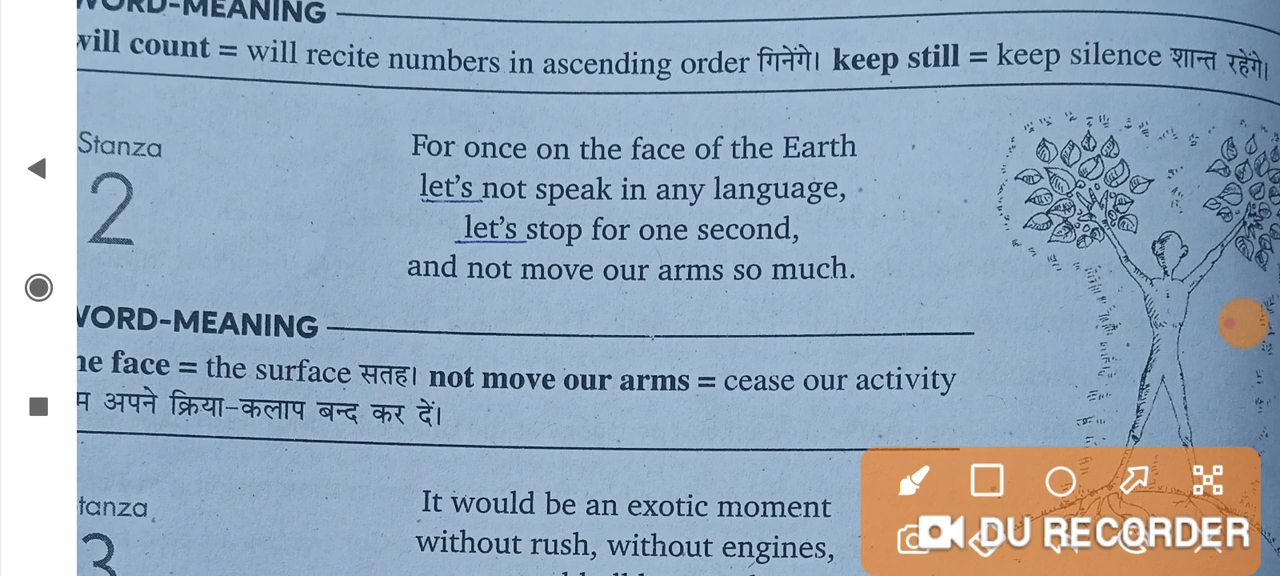 WORD-MEANING
will count = will recite numbers in ascending order गिनेंगे। keep still = keep silence शान्त रहेंगे।
Stanza
2
For once on the face of the Earth
let's not speak in any language,
let's stop for one second,
and not move our arms so much.
WORD-MEANING
he face = the surface सतह। not move our arms = cease our activity
म अपने क्रिया-कलाप बन्द कर दें।
tanza
3
It would be an exotic moment
without rush, without engines,
DU RECORDER